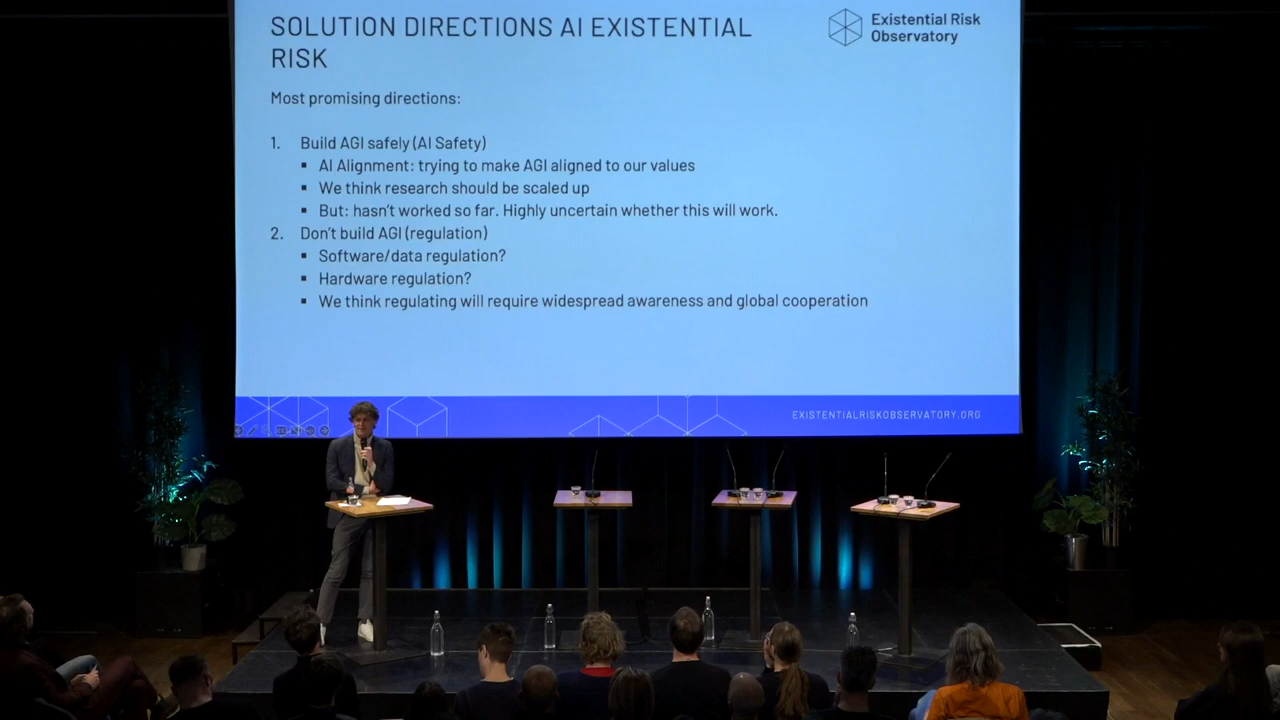 SOLUTION DIRECTIONS AI EXISTENTIAL
RISK
Existential Risk
Observatory
Most promising directions:
1. Build AGI safely (AI Safety)
▪ AI Alignment: trying to make AGI aligned to our values
▪ We think research should be scaled up
▪ But: hasn't worked so far. Highly uncertain whether this will work.
2. Don't build AGI (regulation)
▪ Software/data regulation?
▪ Hardware regulation?
▪ We think regulating will require widespread awareness and global cooperation
EXISTENTIALRISKOBSERVATORY.ORG